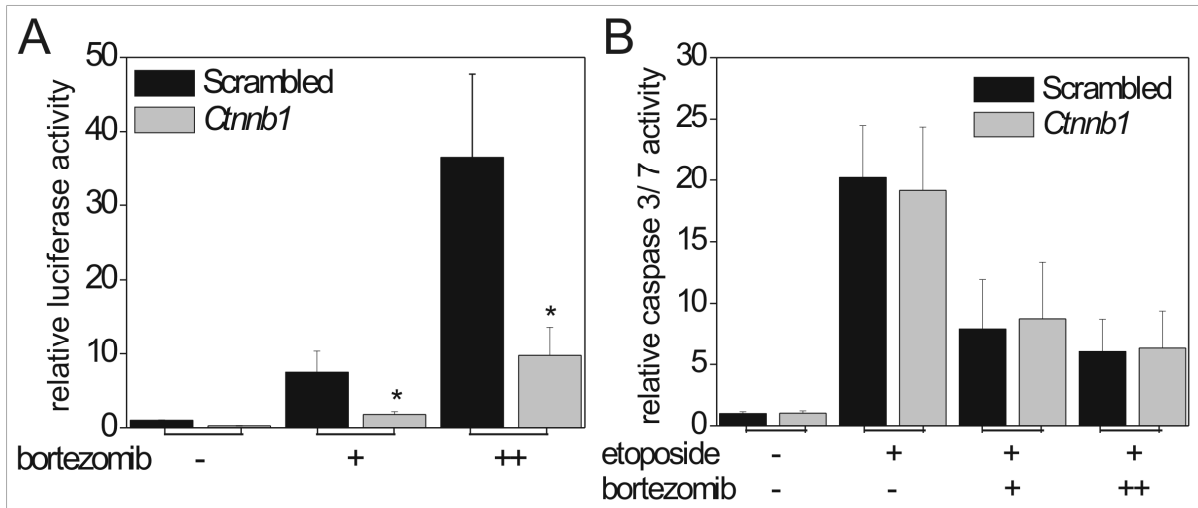 A
50
40
30
20
10
0
relative luciferase activity
Scrambled
Ctnnb1
*
*
bortezomib - + ++
B
30
25
20
15
10
5
0
relative caspase 3/ 7 activity
Scrambled
Ctnnb1
etoposide - + + +
bortezomib - - + ++